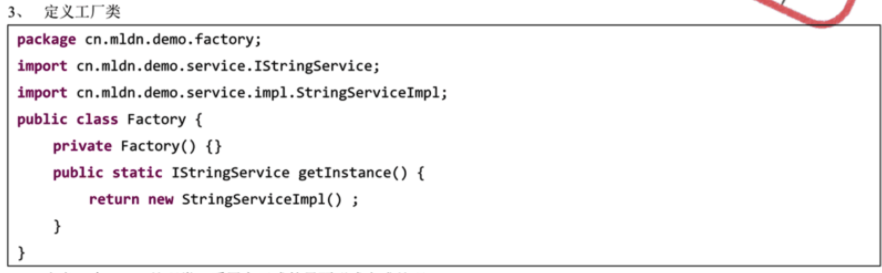 3、 定义工厂类
package cn.mldn.demo.factory;
import cn.mldn.demo.service.IStringService;
import cn.mldn.demo.service.impl.StringServiceImpl;
public class Factory {
    private Factory() {}
    public static IStringService getInstance() {
        return new StringServiceImpl() ;
    }
}